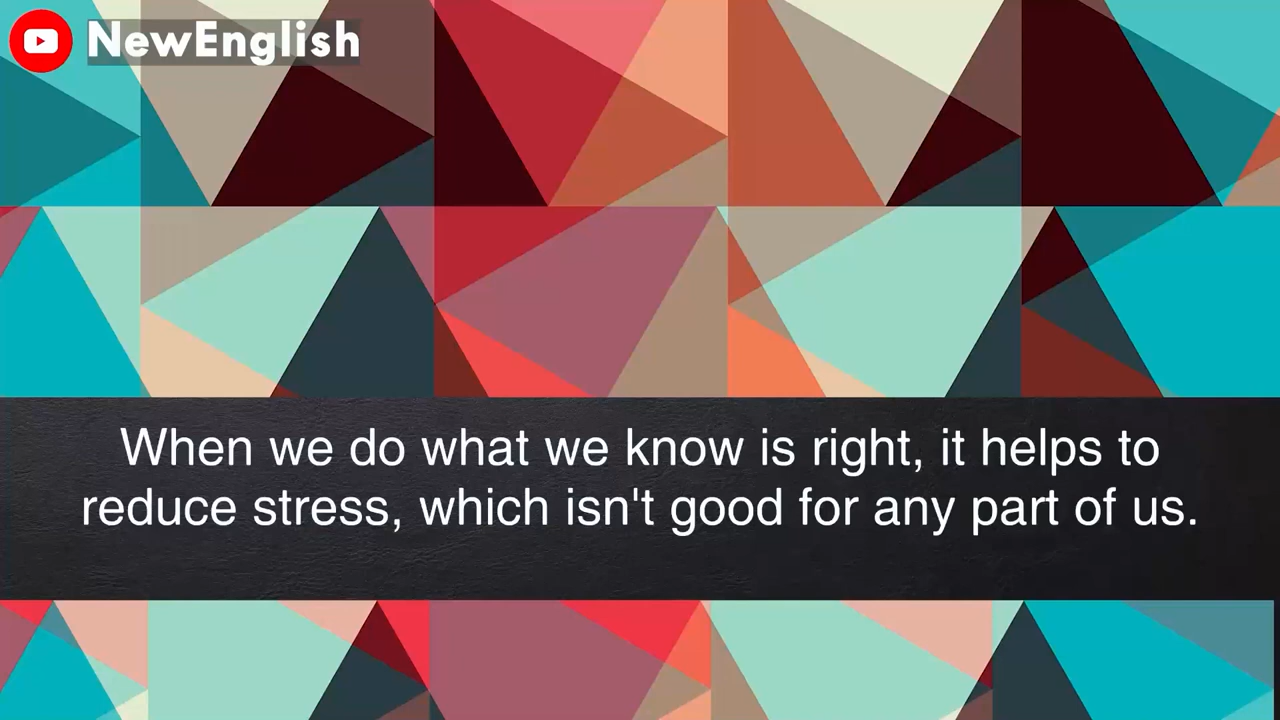 NewEnglish
When we do what we know is right, it helps to
reduce stress, which isn't good for any part of us.